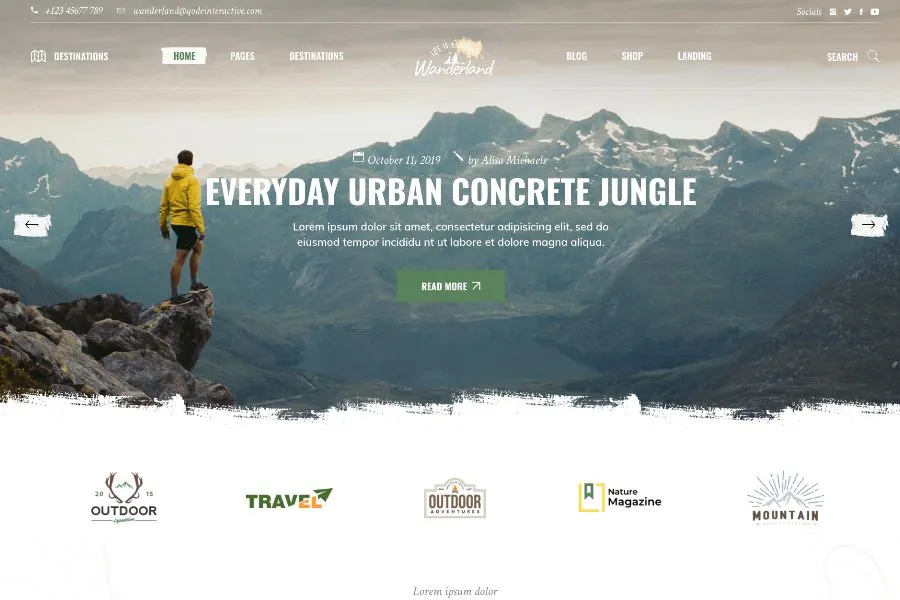 +123 45677 789
wanderland@qodeinteractive.com
Socials
DESTINATIONS
HOME
PAGES
DESTINATIONS
LIFE IS A
Wanderland
BLOG
SHOP
LANDING
SEARCH
October 11, 2019
by Alisa Michaels
EVERYDAY URBAN CONCRETE JUNGLE
Lorem ipsum dolor sit amet, consectetur adipisicing elit, sed do
eiusmod tempor incididu nt ut labore et dolore magna aliqua.
READ MORE
20 15
OUTDOOR
Expedition
TRAVEL
OUTDOOR
ADVENTURES
Nature
Magazine
MOUNTAIN
Lorem ipsum dolor